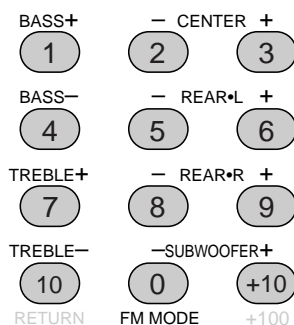 BASS+ − CENTER +
1 2 3
BASS− − REAR•L +
4 5 6
TREBLE+ − REAR•R +
7 8 9
TREBLE− −SUBWOOFER+
10 0 +10
RETURN FM MODE +100